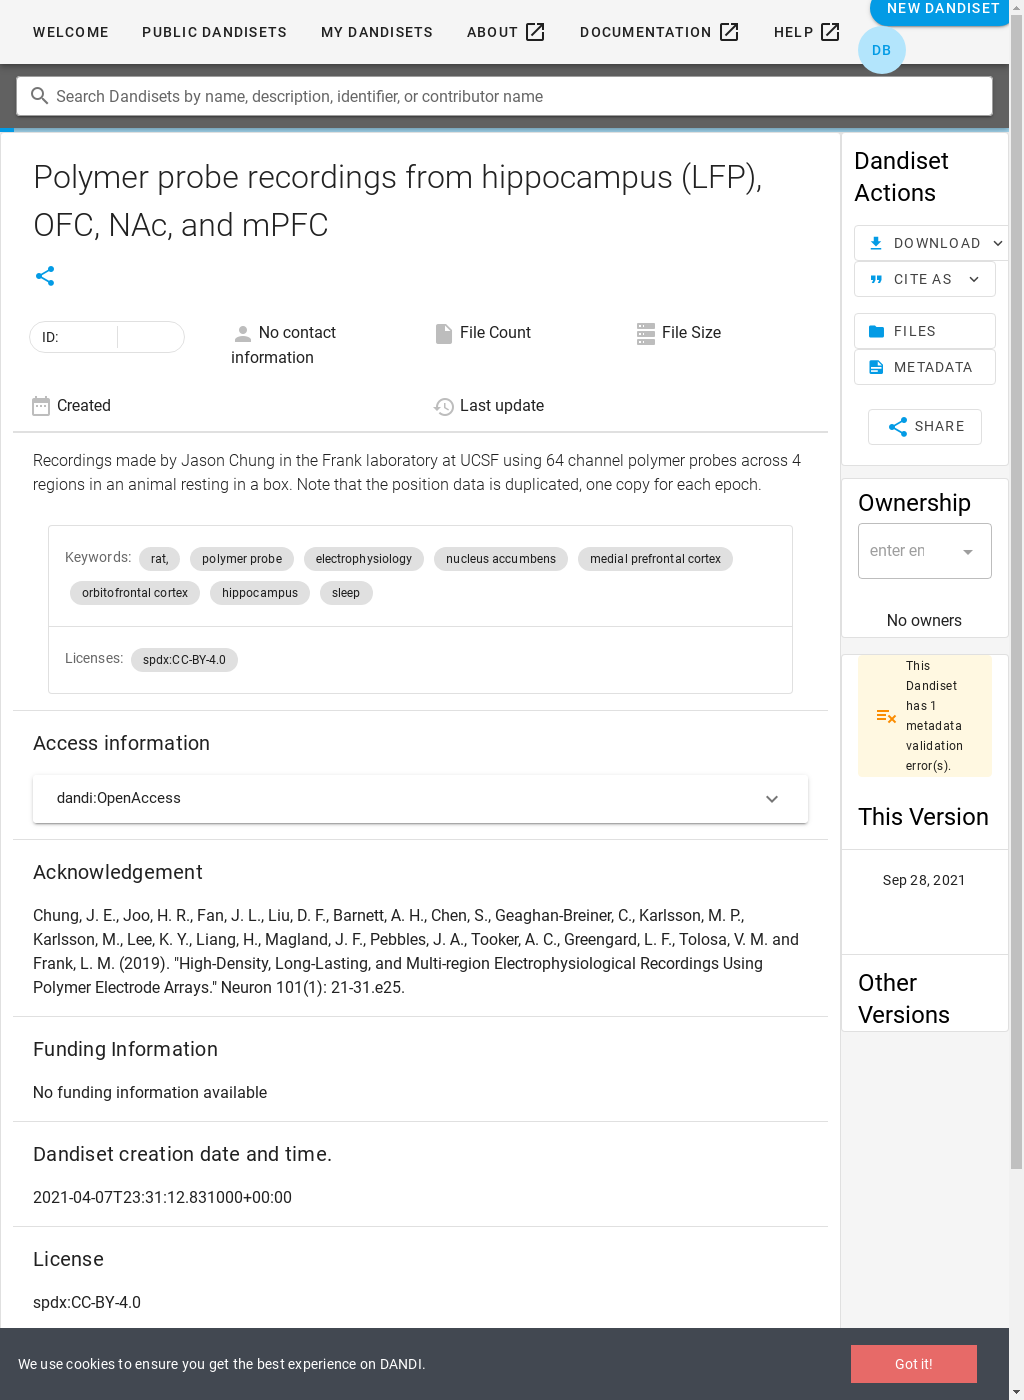 WELCOME PUBLIC DANDISETS MY DANDISETS ABOUT DOCUMENTATION HELP NEW DANDISET
DB
Search Dandisets by name, description, identifier, or contributor name
Polymer probe recordings from hippocampus (LFP),
OFC, NAc, and mPFC
ID:
No contact
information
File Count
File Size
Created
Last update
Recordings made by Jason Chung in the Frank laboratory at UCSF using 64 channel polymer probes across 4
regions in an animal resting in a box. Note that the position data is duplicated, one copy for each epoch.
Keywords: rat, polymer probe electrophysiology nucleus accumbens medial prefrontal cortex
orbitofrontal cortex hippocampus sleep
Licenses: spdx:CC-BY-4.0
Access information
dandi:OpenAccess
Acknowledgement
Chung, J. E., Joo, H. R., Fan, J. L., Liu, D. F., Barnett, A. H., Chen, S., Geaghan-Breiner, C., Karlsson, M. P.,
Karlsson, M., Lee, K. Y., Liang, H., Magland, J. F., Pebbles, J. A., Tooker, A. C., Greengard, L. F., Tolosa, V. M. and
Frank, L. M. (2019). "High-Density, Long-Lasting, and Multi-region Electrophysiological Recordings Using
Polymer Electrode Arrays." Neuron 101(1): 21-31.e25.
Funding Information
No funding information available
Dandiset creation date and time.
2021-04-07T23:31:12.831000+00:00
License
spdx:CC-BY-4.0
Dandiset
Actions
DOWNLOAD
CITE AS
FILES
METADATA
SHARE
Ownership
enter en
No owners
This
Dandiset
has 1
metadata
validation
error(s).
This Version
Sep 28, 2021
Other
Versions
We use cookies to ensure you get the best experience on DANDI.
Got it!